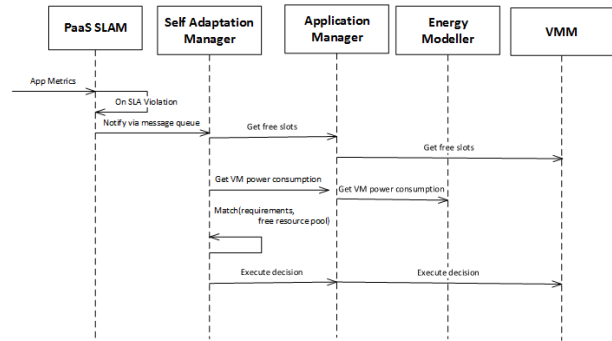 PaaS SLAM
Self Adaptation
Manager
Application
Manager
Energy
Modeller
VMM
App Metrics
On SLA Violation
Notify via message queue
Get free slots
Get free slots
Get VM power consumption
Get VM power consumption
Match(requirements,
free resource pool)
Execute decision
Execute decision